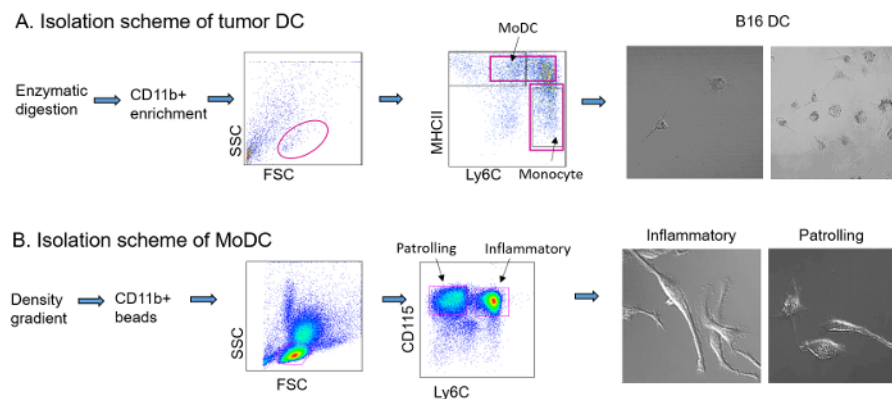 A. Isolation scheme of tumor DC
B16 DC
MoDC
Enzymatic
digestion
CD11b+
enrichment
SSC
FSC
MHCII
Ly6C
Monocyte
B. Isolation scheme of MoDC
Patrolling
Inflammatory
Inflammatory
Patrolling
Density
gradient
CD11b+
beads
SSC
FSC
CD115
Ly6C